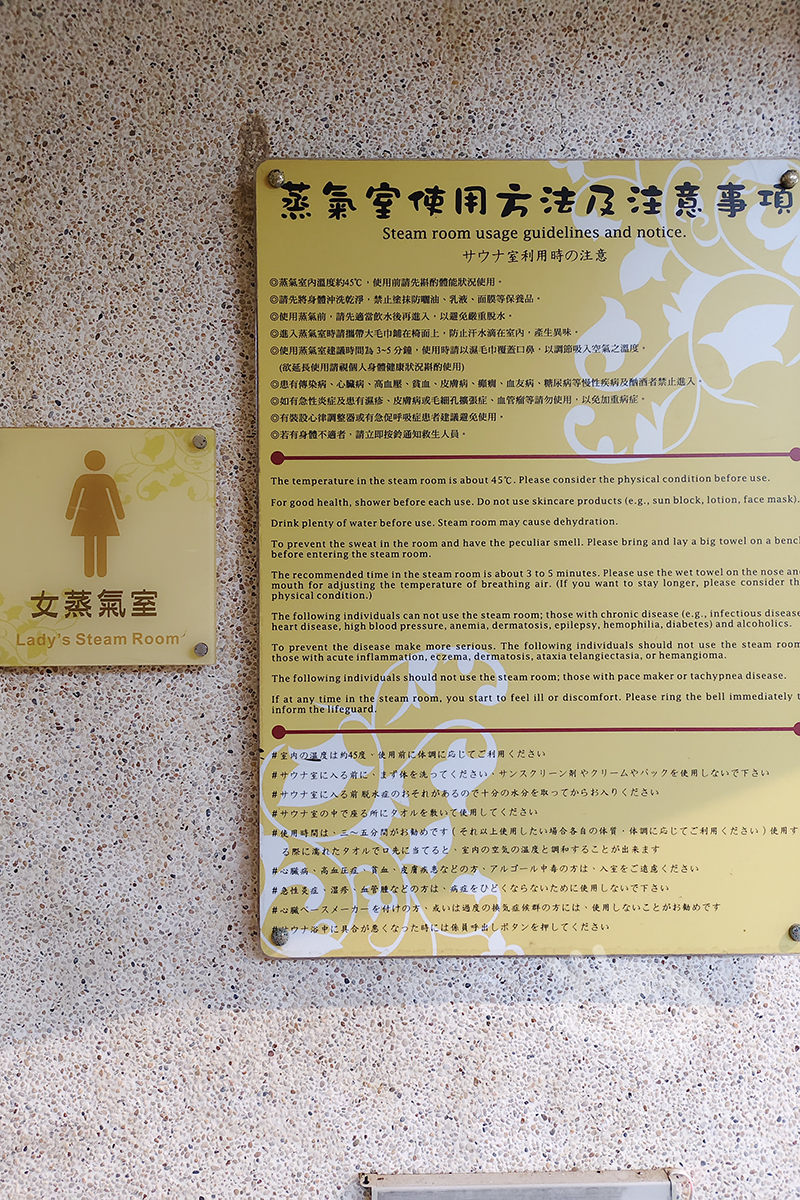 蒸氣室使用方法及注意事項
Steam room usage guidelines and notice.
サウナ室利用時の注意
◎蒸氣室內溫度約45℃，使用前請先斟酌體能狀況使用。
◎請先將身體沖洗乾淨，禁止塗抹防曬油、乳液、面膜等保養品。
◎使用蒸氣前，請先適當飲水後再進入，以避免嚴重脫水。
◎進入蒸氣室時請攜帶大毛巾鋪在椅面上，防止汗水滴在室內，產生異味。
◎使用蒸氣室建議時間為 3~5 分鐘，使用時請以濕毛巾覆蓋口鼻，以調節吸入空氣之溫度。
(欲延長使用請視個人身體健康狀況斟酌使用)
◎患有傳染病、心臟病、高血壓、貧血、皮膚病、癲癇、血友病、糖尿病等慢性疾病及酗酒者禁止進入。
◎如有急性炎症及患有濕疹、皮膚病或毛細孔擴張症、血管瘤等請勿使用，以免加重病症。
◎有裝設心律調整器或有急促呼吸症患者建議避免使用。
◎若有身體不適者，請立即按鈴通知救生人員。
The temperature in the steam room is about 45℃. Please consider the physical condition before use.
For good health, shower before each use. Do not use skincare products (e.g., sun block, lotion, face mask).
Drink plenty of water before use. Steam room may cause dehydration.
To prevent the sweat in the room and have the peculiar smell. Please bring and lay a big towel on a bench
before entering the steam room.
The recommended time in the steam room is about 3 to 5 minutes. Please use the wet towel on the nose and
mouth for adjusting the temperature of breathing air. (If you want to stay longer, please consider th
physical condition.)
The following individuals can not use the steam room; those with chronic disease (e.g., infectious disease
heart disease, high blood pressure, anemia, dermatosis, epilepsy, hemophilia, diabetes) and alcoholics.
To prevent the disease make more serious. The following individuals should not use the steam room
those with acute inflammation, eczema, dermatosis, ataxia telangiectasia, or hemangioma.
The following individuals should not use the steam room; those with pace maker or tachypnea disease.
If at any time in the steam room, you start to feel ill or discomfort. Please ring the bell immediately t
inform the lifeguard.
#室内の温度は約45度、使用前に体調に応じてご利用ください
#サウナ室に入る前に、まず体を洗ってください、サンスクリーン剤やクリームやパックを使用しないで下さい
#サウナ室に入る前脱水症のおそれがあるので十分の水分を取ってからお入りください
#サウナ室の中で座る所にタオルを敷いて使用してください
#使用時間は、三～五分間がお勧めです(それ以上使用したい場合各自の体質、体調に応じてご利用ください)使用す
る際に濡れたタオルで口先に当てると、室内の空気の温度と調和することが出来ます
#心臓病、高血圧症、貧血、皮膚疾患などの方、アルゴール中毒の方は、入室をご遠慮ください
#急性炎症、湿疹、血管腫などの方は、病症をひどくならないために使用しないで下さい
#心臓ペースメーカーを付けの方、或いは過度の換気症候群の方には、使用しないことがお勧めです
#サウナ浴中に具合が悪くなった時には係員呼出しボタンを押してください
女蒸氣室
Lady's Steam Room